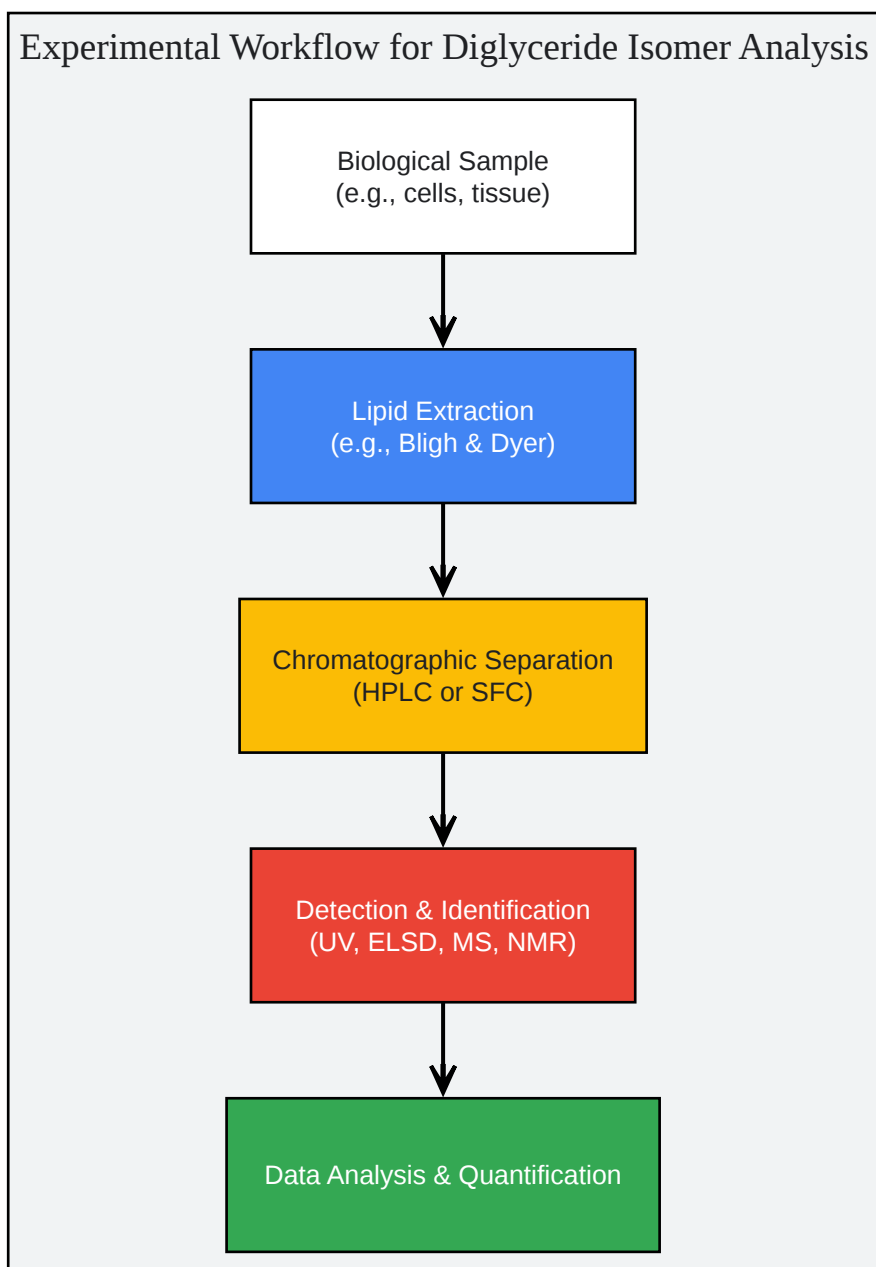 Experimental Workflow for Diglyceride Isomer Analysis
Biological Sample
(e.g., cells, tissue)
Lipid Extraction
(e.g., Bligh & Dyer)
Chromatographic Separation
(HPLC or SFC)
Detection & Identification
(UV, ELSD, MS, NMR)
Data Analysis & Quantification